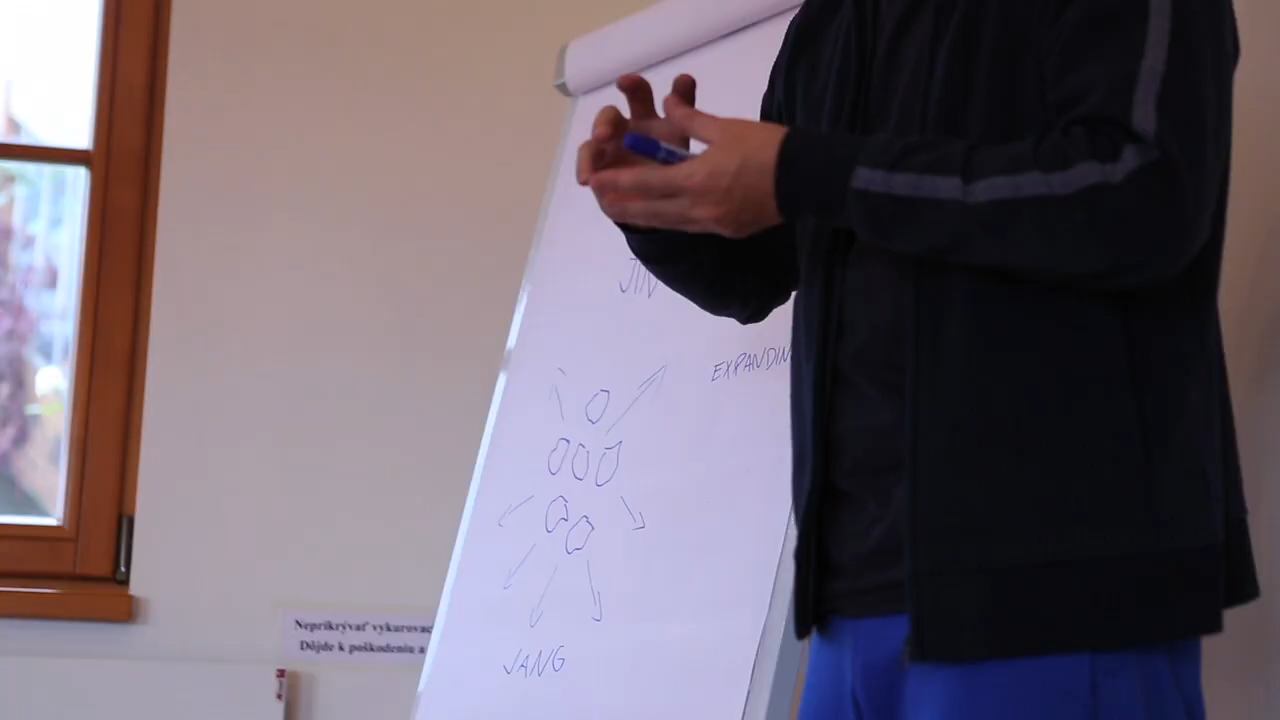 JIN
EXPANDIN
JANG
Neprikrývať vykurovac
Dôjde k poškodeniu a